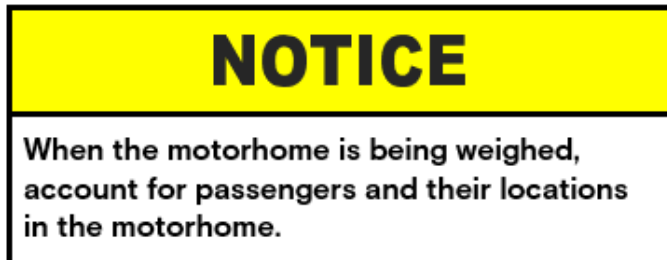 NOTICE
When the motorhome is being weighed,
account for passengers and their locations
in the motorhome.